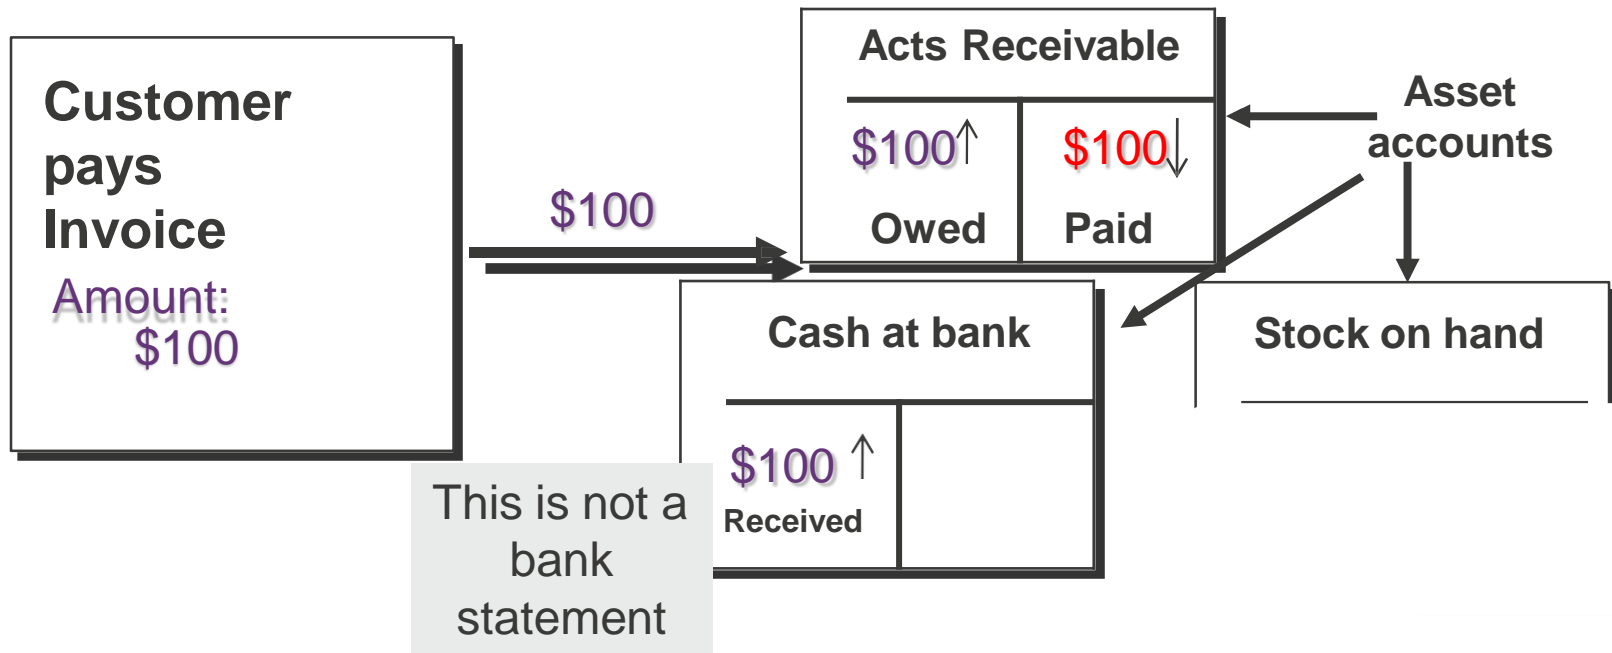 Customer
pays
Invoice
Amount:
$100
$100
Acts Receivable
$100
$100
Owed
Paid
Asset
accounts
Cash at bank
$100
Received
Stock on hand
This is not a
bank
statement